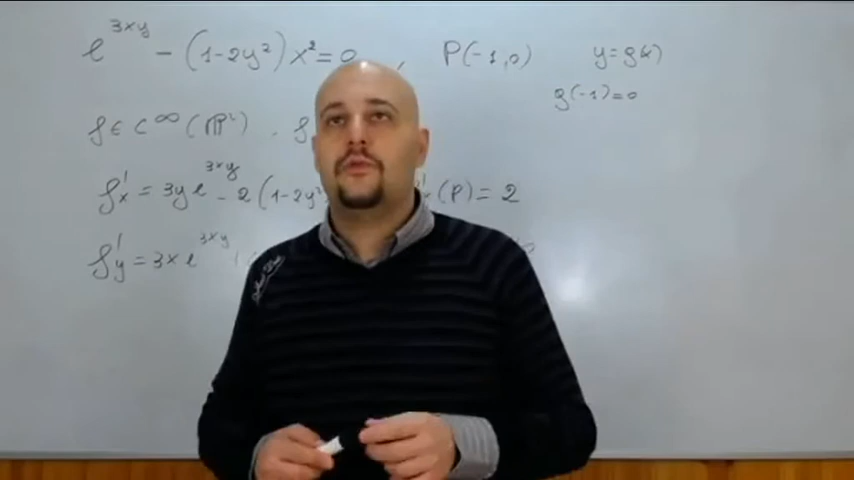 e^{3xy} - (1-2y²)x² = 0, P(-1,0) y = g(x)
g(-1)=0
f ∈ C^∞(ℝ²), f
f'_x = 3y e^{3xy} - 2(1-2y² 'x (P) = 2
f'_y = 3x e^{3xy}